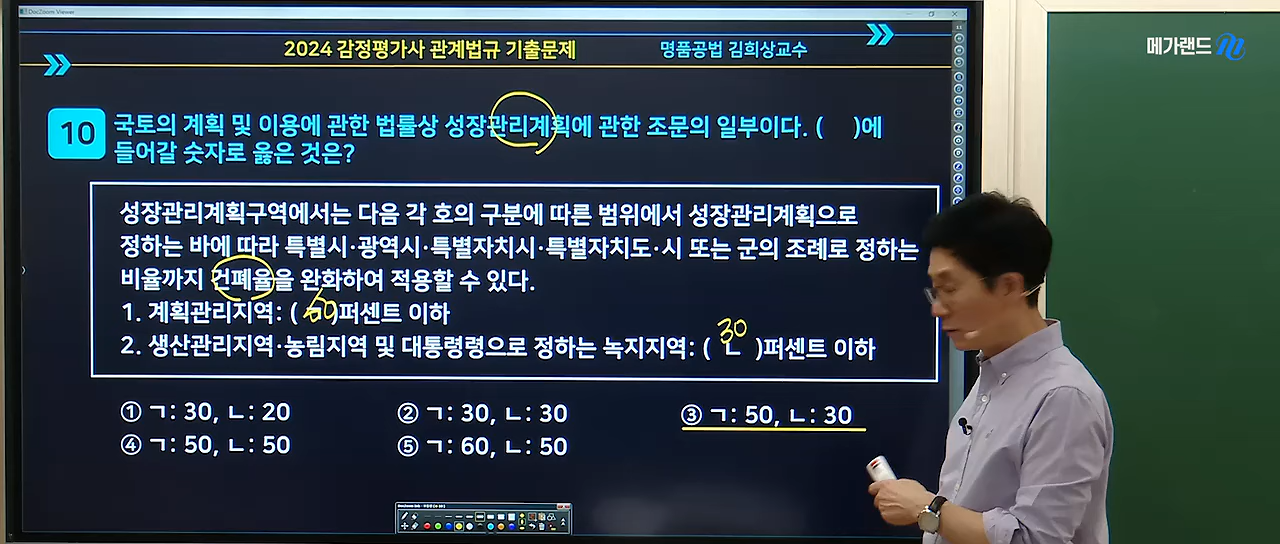 DocZoom Viewer
2024 감정평가사 관계법규 기출문제 명품공법 김희상교수
메가랜드
10 국토의 계획 및 이용에 관한 법률상 성장관리계획에 관한 조문의 일부이다. ( )에
들어갈 숫자로 옳은 것은?
성장관리계획구역에서는 다음 각 호의 구분에 따른 범위에서 성장관리계획으로
정하는 바에 따라 특별시·광역시·특별자치시·특별자치도·시 또는 군의 조례로 정하는
비율까지 건폐율을 완화하여 적용할 수 있다.
1. 계획관리지역: ( )퍼센트 이하
30
2. 생산관리지역·농림지역 및 대통령령으로 정하는 녹지지역: ( ㄴ )퍼센트 이하
① ㄱ: 30, ㄴ: 20 ② ㄱ: 30, ㄴ: 30 ③ ㄱ: 50, ㄴ: 30
④ ㄱ: 50, ㄴ: 50 ⑤ ㄱ: 60, ㄴ: 50